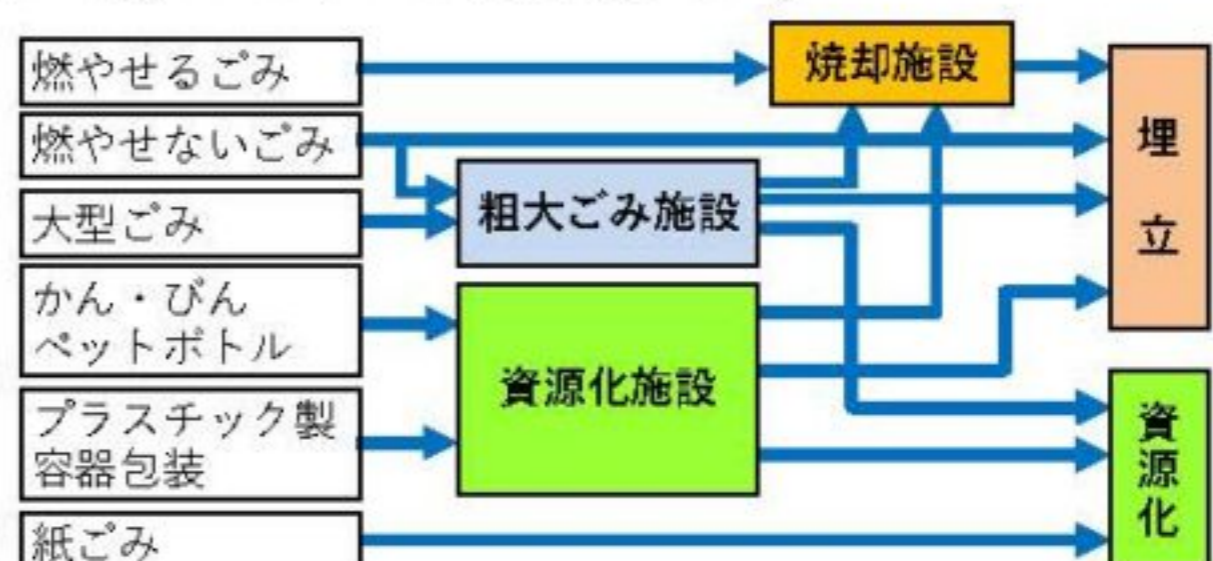 燃やせるごみ
燃やせないごみ
大型ごみ
かん・びん
ペットボトル
プラスチック製
容器包装
紙ごみ
焼却施設
粗大ごみ施設
資源化施設
埋立
資源化